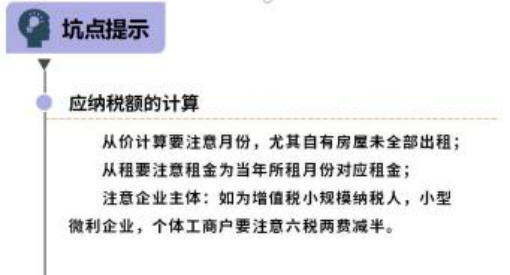 坑点提示
应纳税额的计算
从价计算要注意月份，尤其自有房屋未全部出租；
从租要注意租金为当年所租月份对应租金；
注意企业主体：如为增值税小规模纳税人，小型
微利企业，个体工商户要注意六税两费减半。